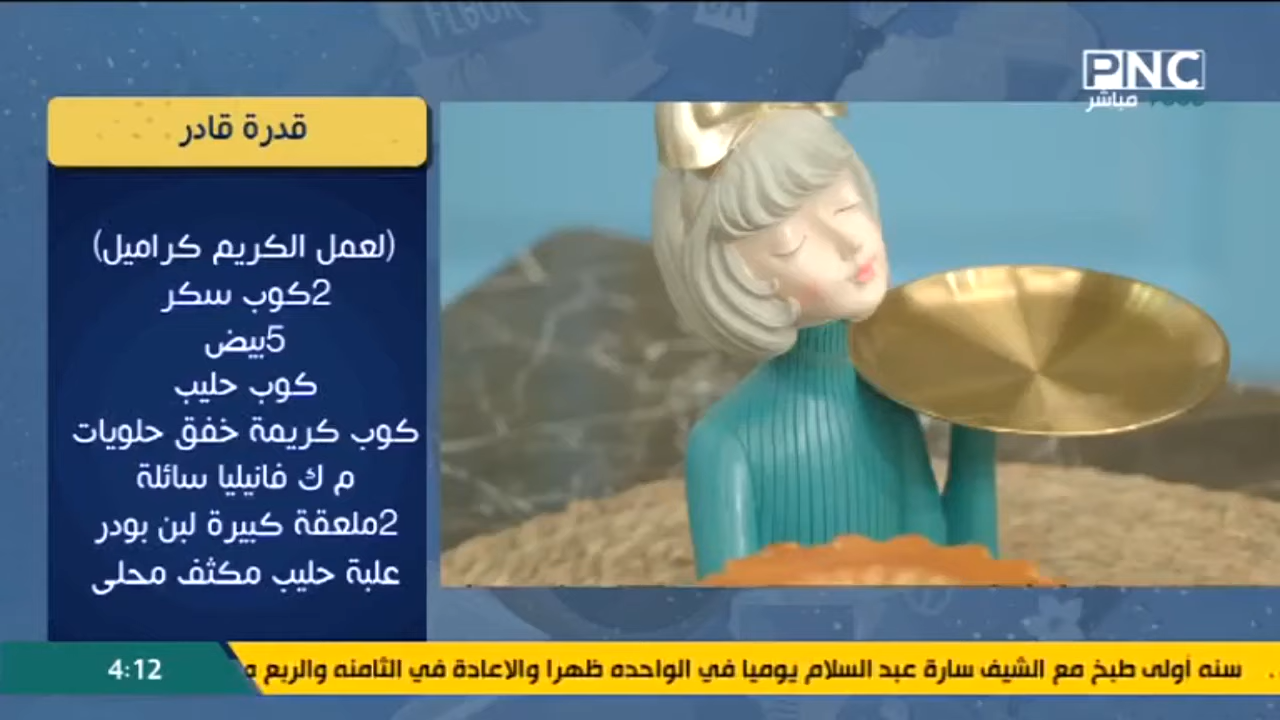 PNC
مباشر FOOD
قدرة قادر
(لعمل الكريم كراميل)
2كوب سكر
5بيض
كوب حليب
كوب كريمة خفق حلويات
م ك فانيليا سائلة
2ملعقة كبيرة لبن بودر
علبة حليب مكثف محلى
سنه أولى طبخ مع الشيف سارة عبد السلام يوميا في الواحده ظهرا والاعادة في الثامنه والربع
4:12